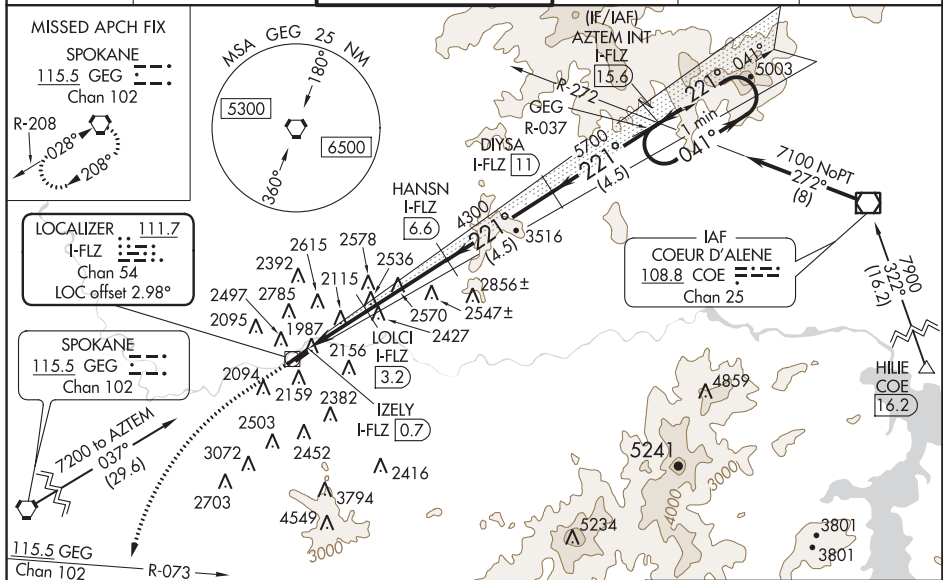 MISSED APCH FIX
SPOKANE
115.5 GEG
Chan 102
R-208
028°
208°
MSA GEG 25 NM
180°
5300
6500
360°
(IF/IAF)
AZTEM INT
I-FLZ
15.6
R-272
GEG
R-037
041°
221°
5003
1 min
041°
DIYSA
I-FLZ 11
5700
221°
(4.5)
7100 NoPT
272°
(8)
HANSN
I-FLZ
6.6
4300
221°
(4.5)
3516
IAF
COEUR D'ALENE
108.8 COE
Chan 25
7900
322°
(16.2)
HILIE
COE
16.2
LOCALIZER 111.7
I-FLZ
Chan 54
LOC offset 2.98°
2392
2615
2578
2115
2536
2785
2497
2095
1987
2570
2856±
2547±
2427
LOLCI
I-FLZ
3.2
2156
SPOKANE
115.5 GEG
Chan 102
2094
2159
2382
IZELY
I-FLZ 0.7
2503
2452
3072
2416
2703
3794
4549
3000
7200 to AZTEM
037°
(29.6)
4859
5241
4000
3000
5234
3801
3801
115.5 GEG
Chan 102
R-073